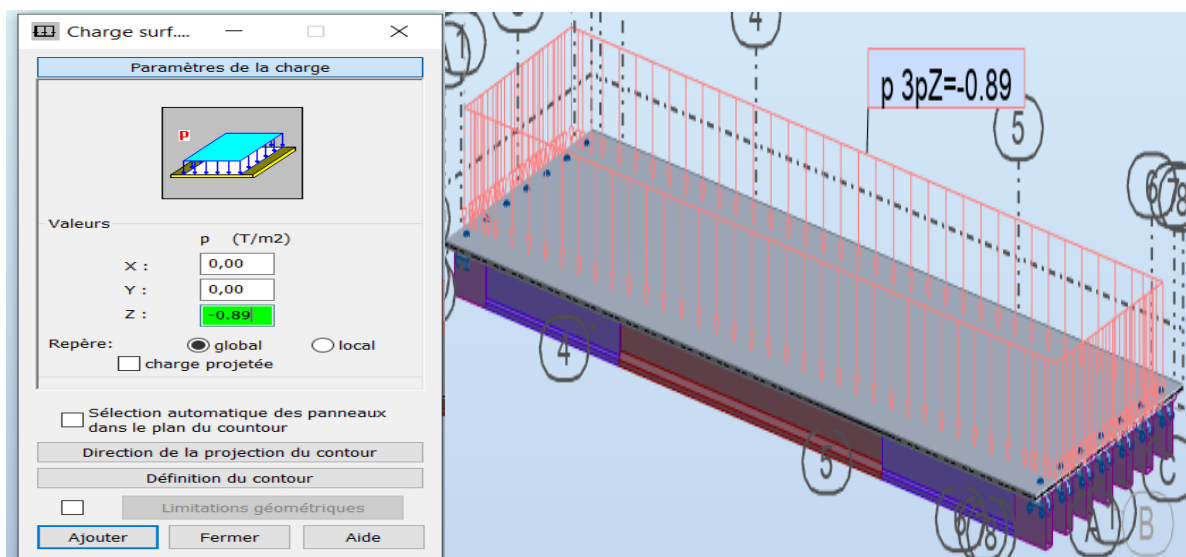 Charge surf....
Paramètres de la charge
P
Valeurs
p (T/m2)
X : 0,00
Y : 0,00
Z : -0.89
Repère: global local
charge projetée
Sélection automatique des panneaux
dans le plan du countour
Direction de la projection du contour
Définition du contour
Limitations géométriques
Ajouter Fermer Aide
4
p 3pZ=-0.89
5
6
7
8
4
5
6
7
8
A
1
B
C